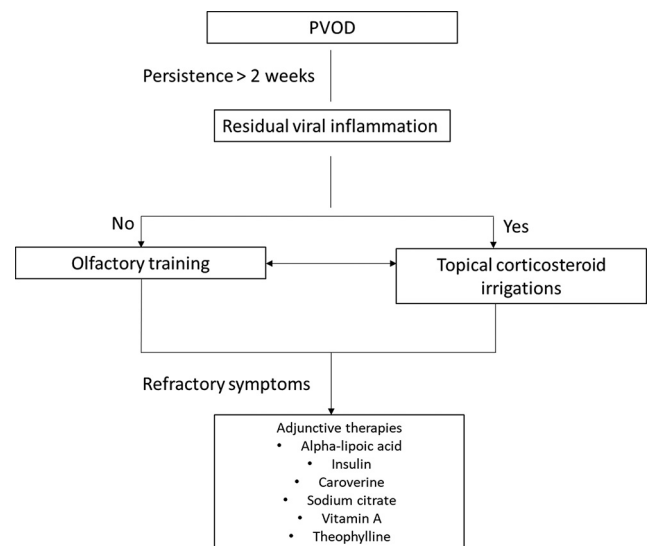 PVOD
Persistence > 2 weeks
Residual viral inflammation
No
Yes
Olfactory training
Topical corticosteroid
irrigations
Refractory symptoms
Adjunctive therapies
• Alpha-lipoic acid
• Insulin
• Caroverine
• Sodium citrate
• Vitamin A
• Theophylline